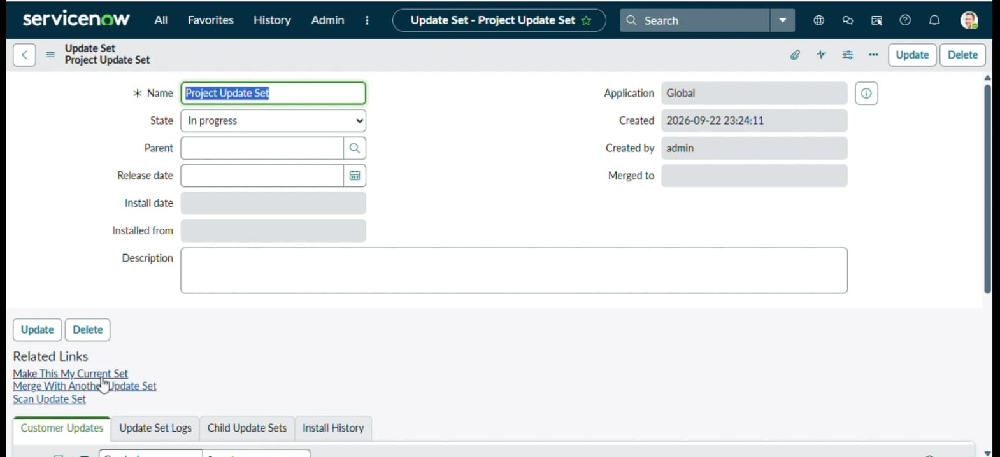 servicenow All Favorites History Admin Update Set - Project Update Set Search
Update Set
Project Update Set
Update Delete
Name Project Update Set
Application Global
State In progress
Created 2026-09-22 23:24:11
Parent
Created by admin
Release date
Merged to
Install date
Installed from
Description
Update Delete
Related Links
Make This My Current Set
Merge With Another Update Set
Scan Update Set
Customer Updates Update Set Logs Child Update Sets Install History